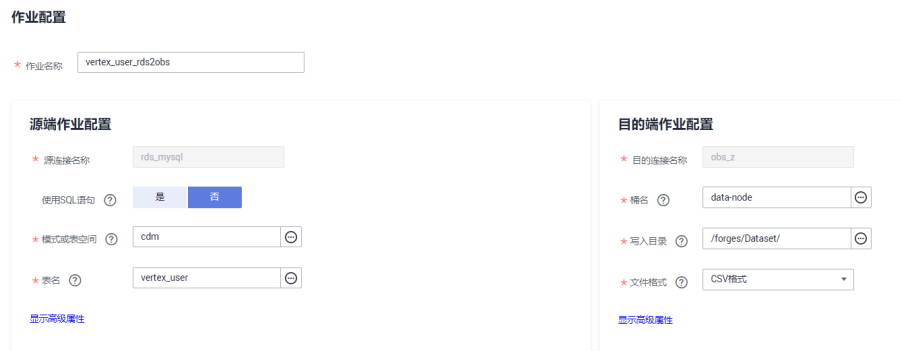 作业配置
* 作业名称 vertex_user_rds2obs
源端作业配置
* 源连接名称 rds_mysql
使用SQL语句 ? 是 否
* 模式或表空间 ? cdm
* 表名 ? vertex_user
显示高级属性
目的端作业配置
* 目的连接名称 obs_z
* 桶名 ? data-node
* 写入目录 ? /forges/Dataset/
* 文件格式 ? CSV格式
显示高级属性